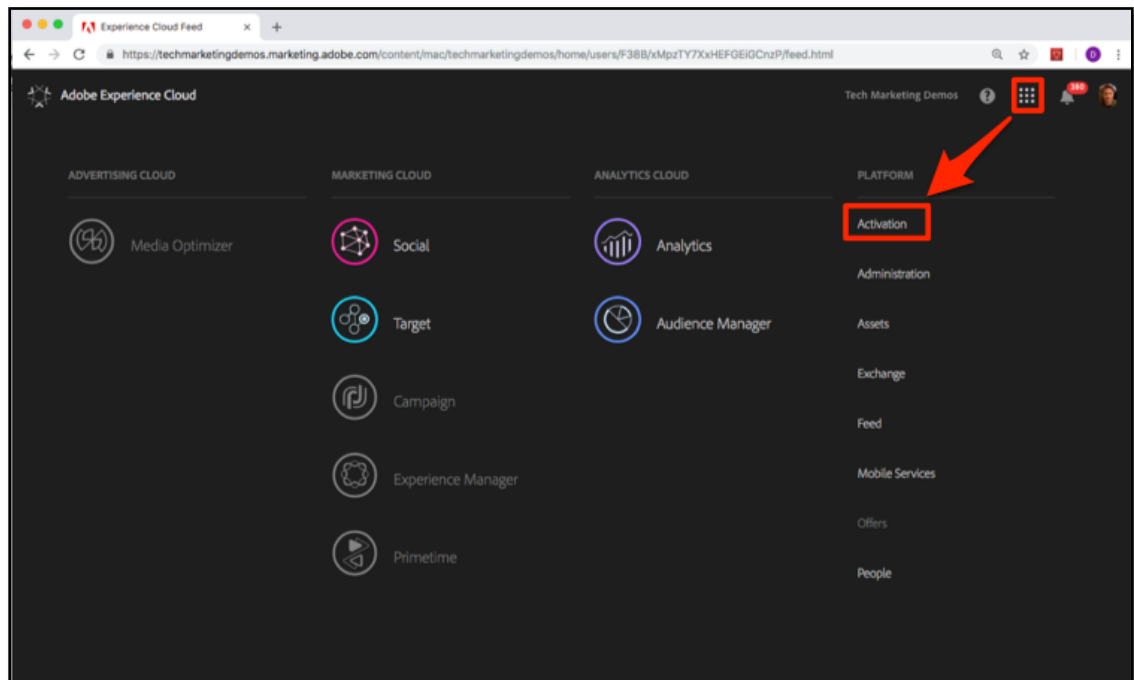 Experience Cloud Feed
https://techmarketingdemos.marketing.adobe.com/content/mac/techmarketingdemos/home/users/F38B/xMpzTY7XxHEFGEiGCnzP/feed.html
D
Adobe Experience Cloud
Tech Marketing Demos
380
ADVERTISING CLOUD
Media Optimizer
MARKETING CLOUD
Social
Target
Campaign
Experience Manager
Primetime
ANALYTICS CLOUD
Analytics
Audience Manager
PLATFORM
Activation
Administration
Assets
Exchange
Feed
Mobile Services
Offers
People